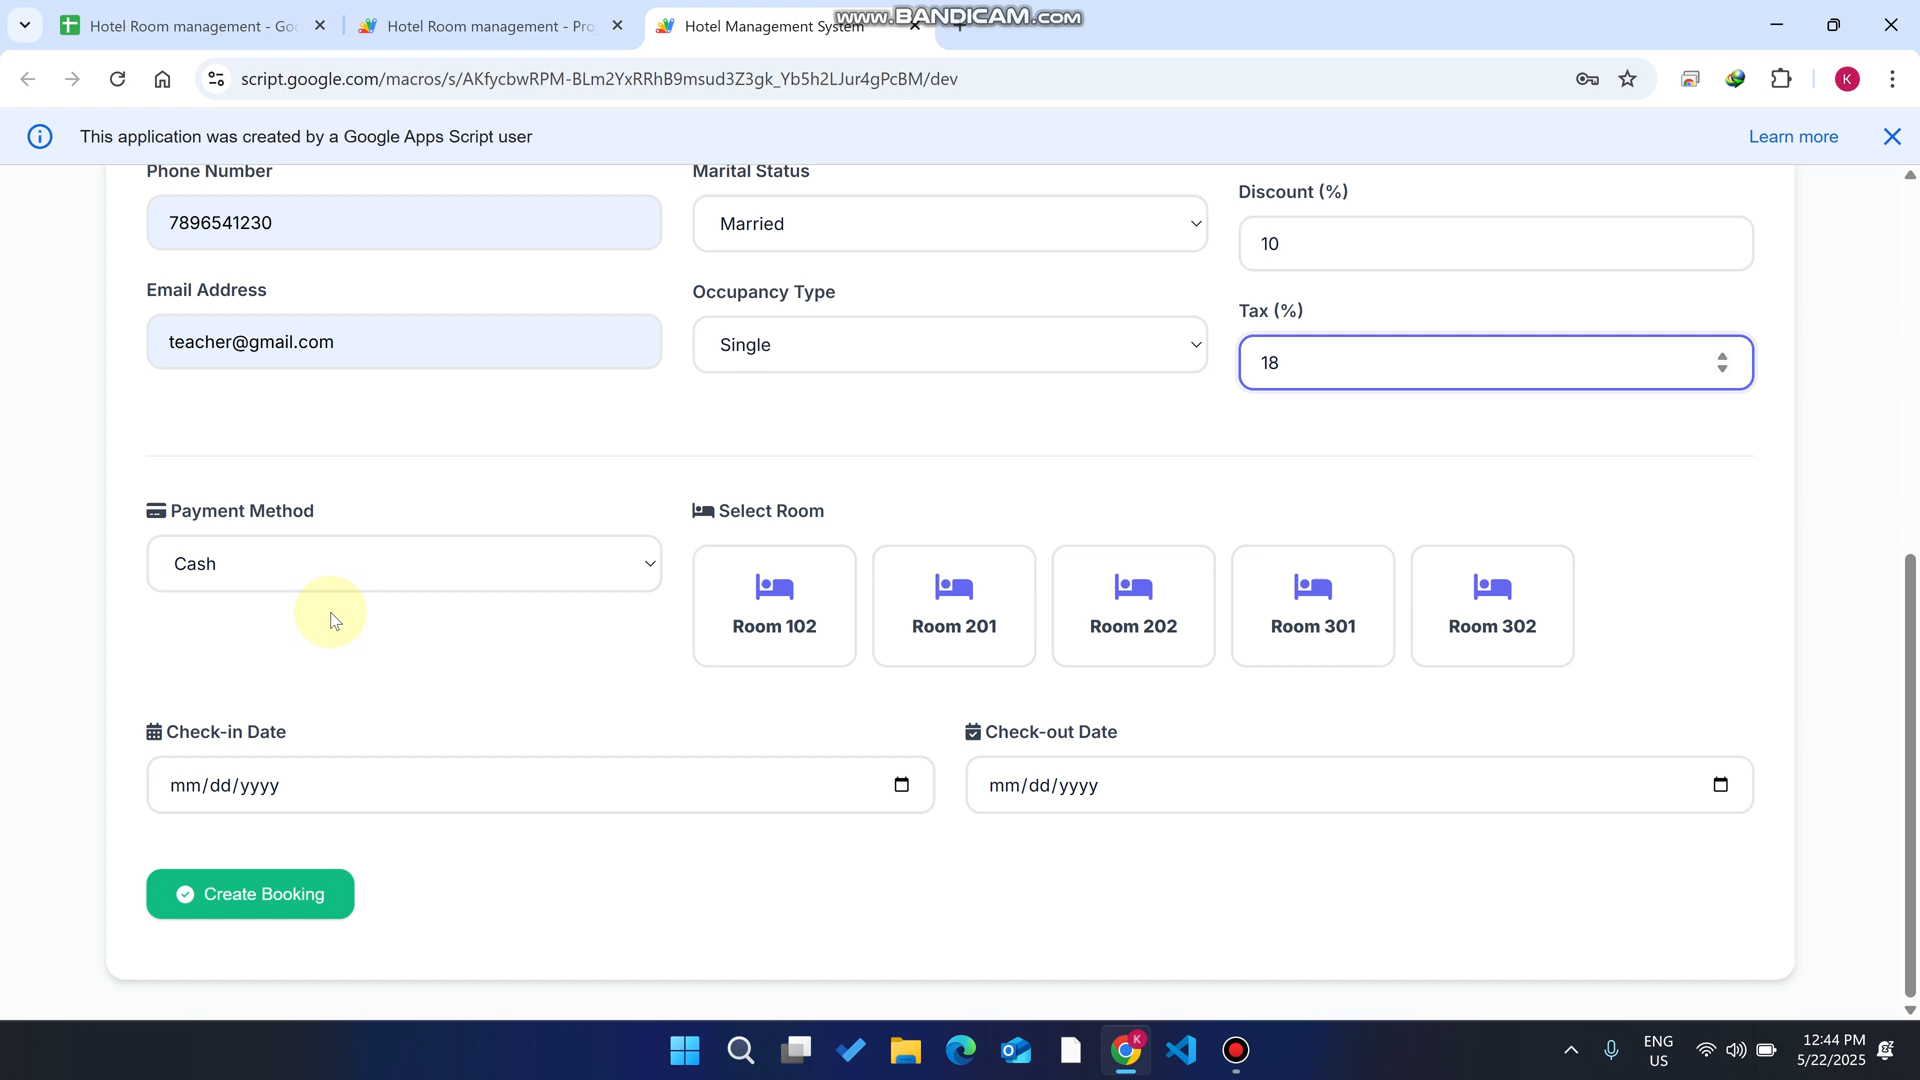 Hotel Room management - Goo
Hotel Room management - Pro
Hotel Management System
www.BANDICAM.com
script.google.com/macros/s/AKfycbwRPM-BLm2YxRRhB9msud3Z3gk_Yb5h2LJur4gPcBM/dev
K
This application was created by a Google Apps Script user
Learn more
Phone Number
Marital Status
Discount (%)
7896541230
Married
10
Email Address
Occupancy Type
Tax (%)
teacher@gmail.com
Single
18
Payment Method
Select Room
Cash
Room 102
Room 201
Room 202
Room 301
Room 302
Check-in Date
Check-out Date
mm/dd/yyyy
mm/dd/yyyy
Create Booking
K
ENG
US
12:44 PM
5/22/2025